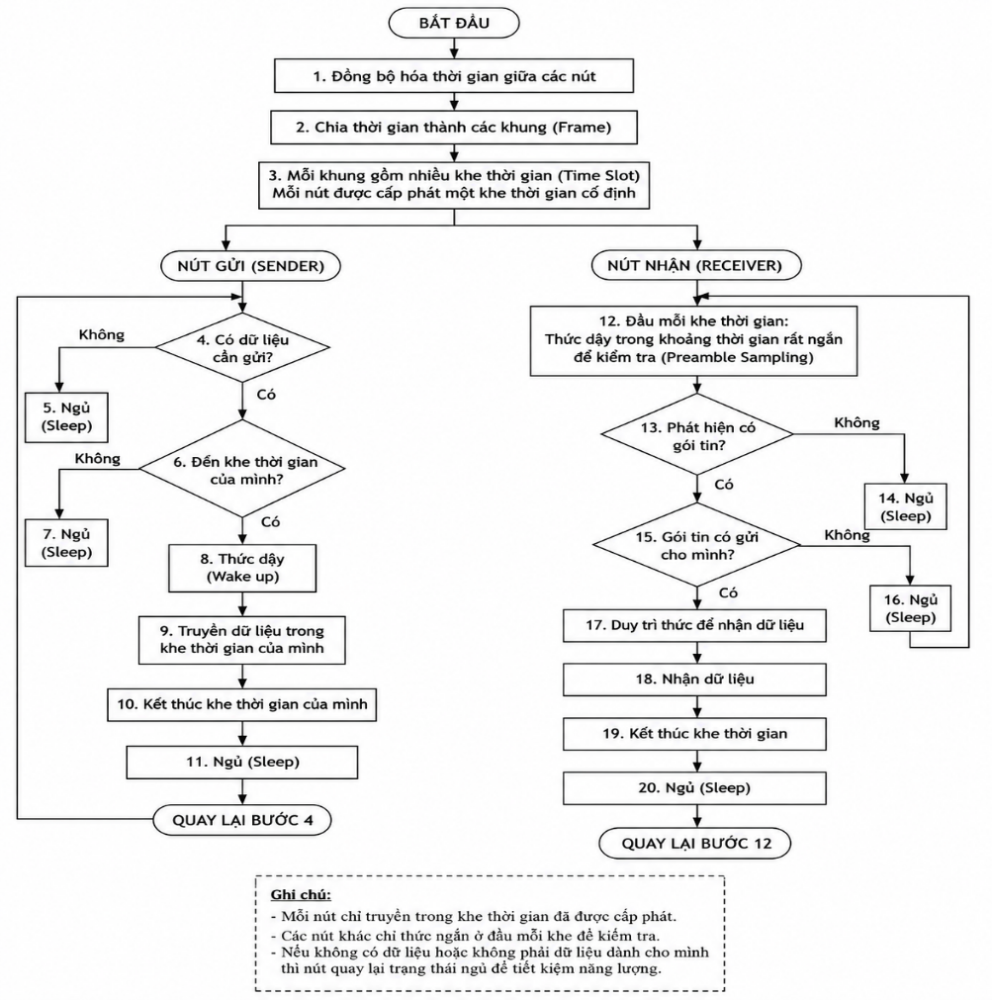 BẮT ĐẦU
1. Đồng bộ hóa thời gian giữa các nút
2. Chia thời gian thành các khung (Frame)
3. Mỗi khung gồm nhiều khe thời gian (Time Slot)
Mỗi nút được cấp phát một khe thời gian cố định
NÚT GỬI (SENDER)
4. Có dữ liệu
cần gửi?
Không
Có
5. Ngủ
(Sleep)
6. Đến khe thời gian
của mình?
Không
Có
7. Ngủ
(Sleep)
8. Thức dậy
(Wake up)
9. Truyền dữ liệu trong
khe thời gian của mình
10. Kết thúc khe thời gian của mình
11. Ngủ (Sleep)
QUAY LẠI BƯỚC 4
NÚT NHẬN (RECEIVER)
12. Đầu mỗi khe thời gian:
Thức dậy trong khoảng thời gian rất ngắn
để kiểm tra (Preamble Sampling)
13. Phát hiện có
gói tin?
Không
Có
14. Ngủ
(Sleep)
15. Gói tin có gửi
cho mình?
Không
Có
16. Ngủ
(Sleep)
17. Duy trì thức để nhận dữ liệu
18. Nhận dữ liệu
19. Kết thúc khe thời gian
20. Ngủ (Sleep)
QUAY LẠI BƯỚC 12
Ghi chú:
- Mỗi nút chỉ truyền trong khe thời gian đã được cấp phát.
- Các nút khác chỉ thức ngắn ở đầu mỗi khe để kiểm tra.
- Nếu không có dữ liệu hoặc không phải dữ liệu dành cho mình
thì nút quay lại trạng thái ngủ để tiết kiệm năng lượng.